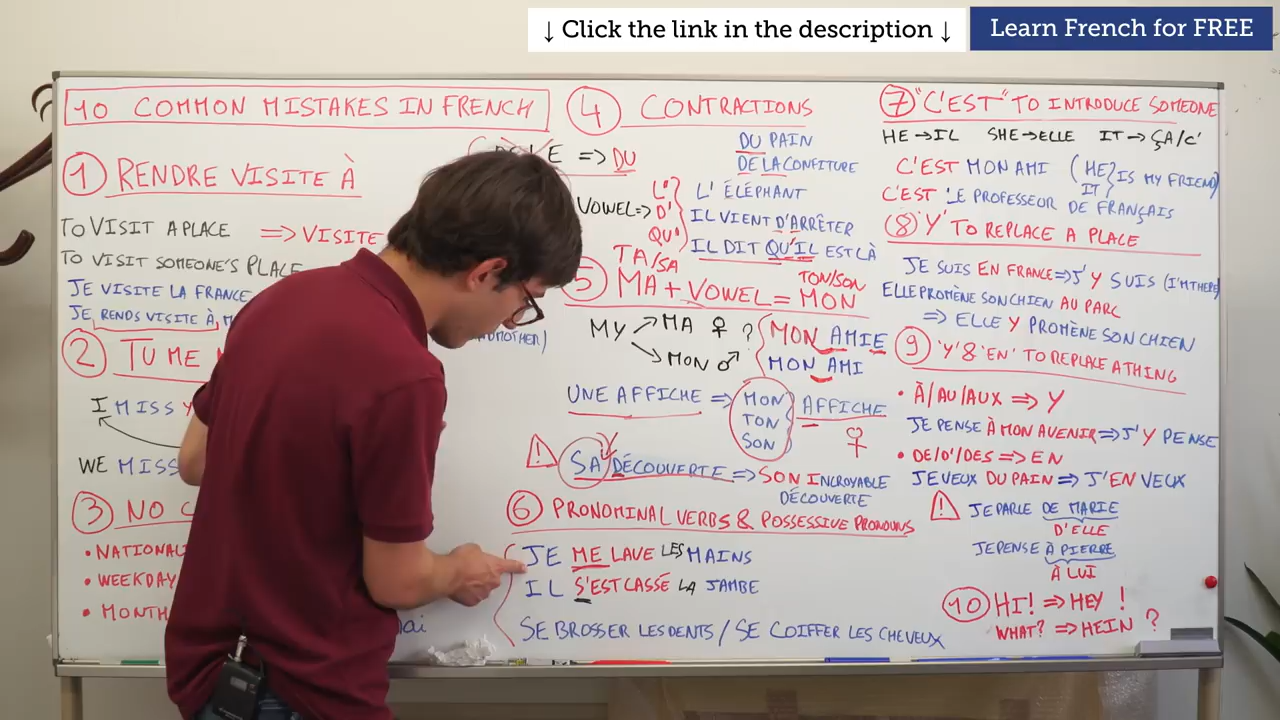 ↓ Click the link in the description ↓
Learn French for FREE
10 COMMON MISTAKES IN FRENCH
① RENDRE VISITE À
TO VISIT A PLACE => VISITE
TO VISIT SOMEONE'S PLACE
JE VISITE LA FRANCE
JE RENDS VISITE À
② TU ME
I MISS
WE MISS
③ NO
• NATIONAL
• WEEKDAY
• MONTH
④ CONTRACTIONS
=> DU
DU PAIN
DE LA CONFITURE
VOWEL=>
L'
D'
QU'
L' ÉLÉPHANT
IL VIENT D'ARRÊTER
IL DIT QU'IL EST LÀ
TA/SA
TON/SON
5 MA + VOWEL = MON
MY
MA ♀
MON ♂
?
MON AMIE
MON AMI
UNE AFFICHE =>
MON
TON
SON
AFFICHE
♀
! SA DÉCOUVERTE => SON INCROYABLE
DÉCOUVERTE
⑥ PRONOMINAL VERBS & POSSESSIVE PRONOUNS
JE ME LAVE LES MAINS
IL S'EST CASSÉ LA JAMBE
SE BROSSER LES DENTS / SE COIFFER LES CHEVEUX
⑦ "C'EST" TO INTRODUCE SOMEONE
HE → IL SHE → ELLE IT → ÇA/C'
C'EST MON AMI (HE IS MY FRIEND)
IT
C'EST LE PROFESSEUR DE FRANÇAIS
⑧ 'Y' TO REPLACE A PLACE
JE SUIS EN FRANCE => J'Y SUIS (I'M THERE)
ELLE PROMÈNE SON CHIEN AU PARC
=> ELLE Y PROMÈNE SON CHIEN
⑨ 'Y' & 'EN' TO REPLACE A THING
• À/AU/AUX => Y
JE PENSE À MON AVENIR => J'Y PENSE
• DE/D'/DES => EN
JE VEUX DU PAIN => J'EN VEUX
! JE PARLE DE MARIE
D'ELLE
JE PENSE À PIERRE
À LUI
⑩ HI! => HEY !
WHAT? => HEIN ?